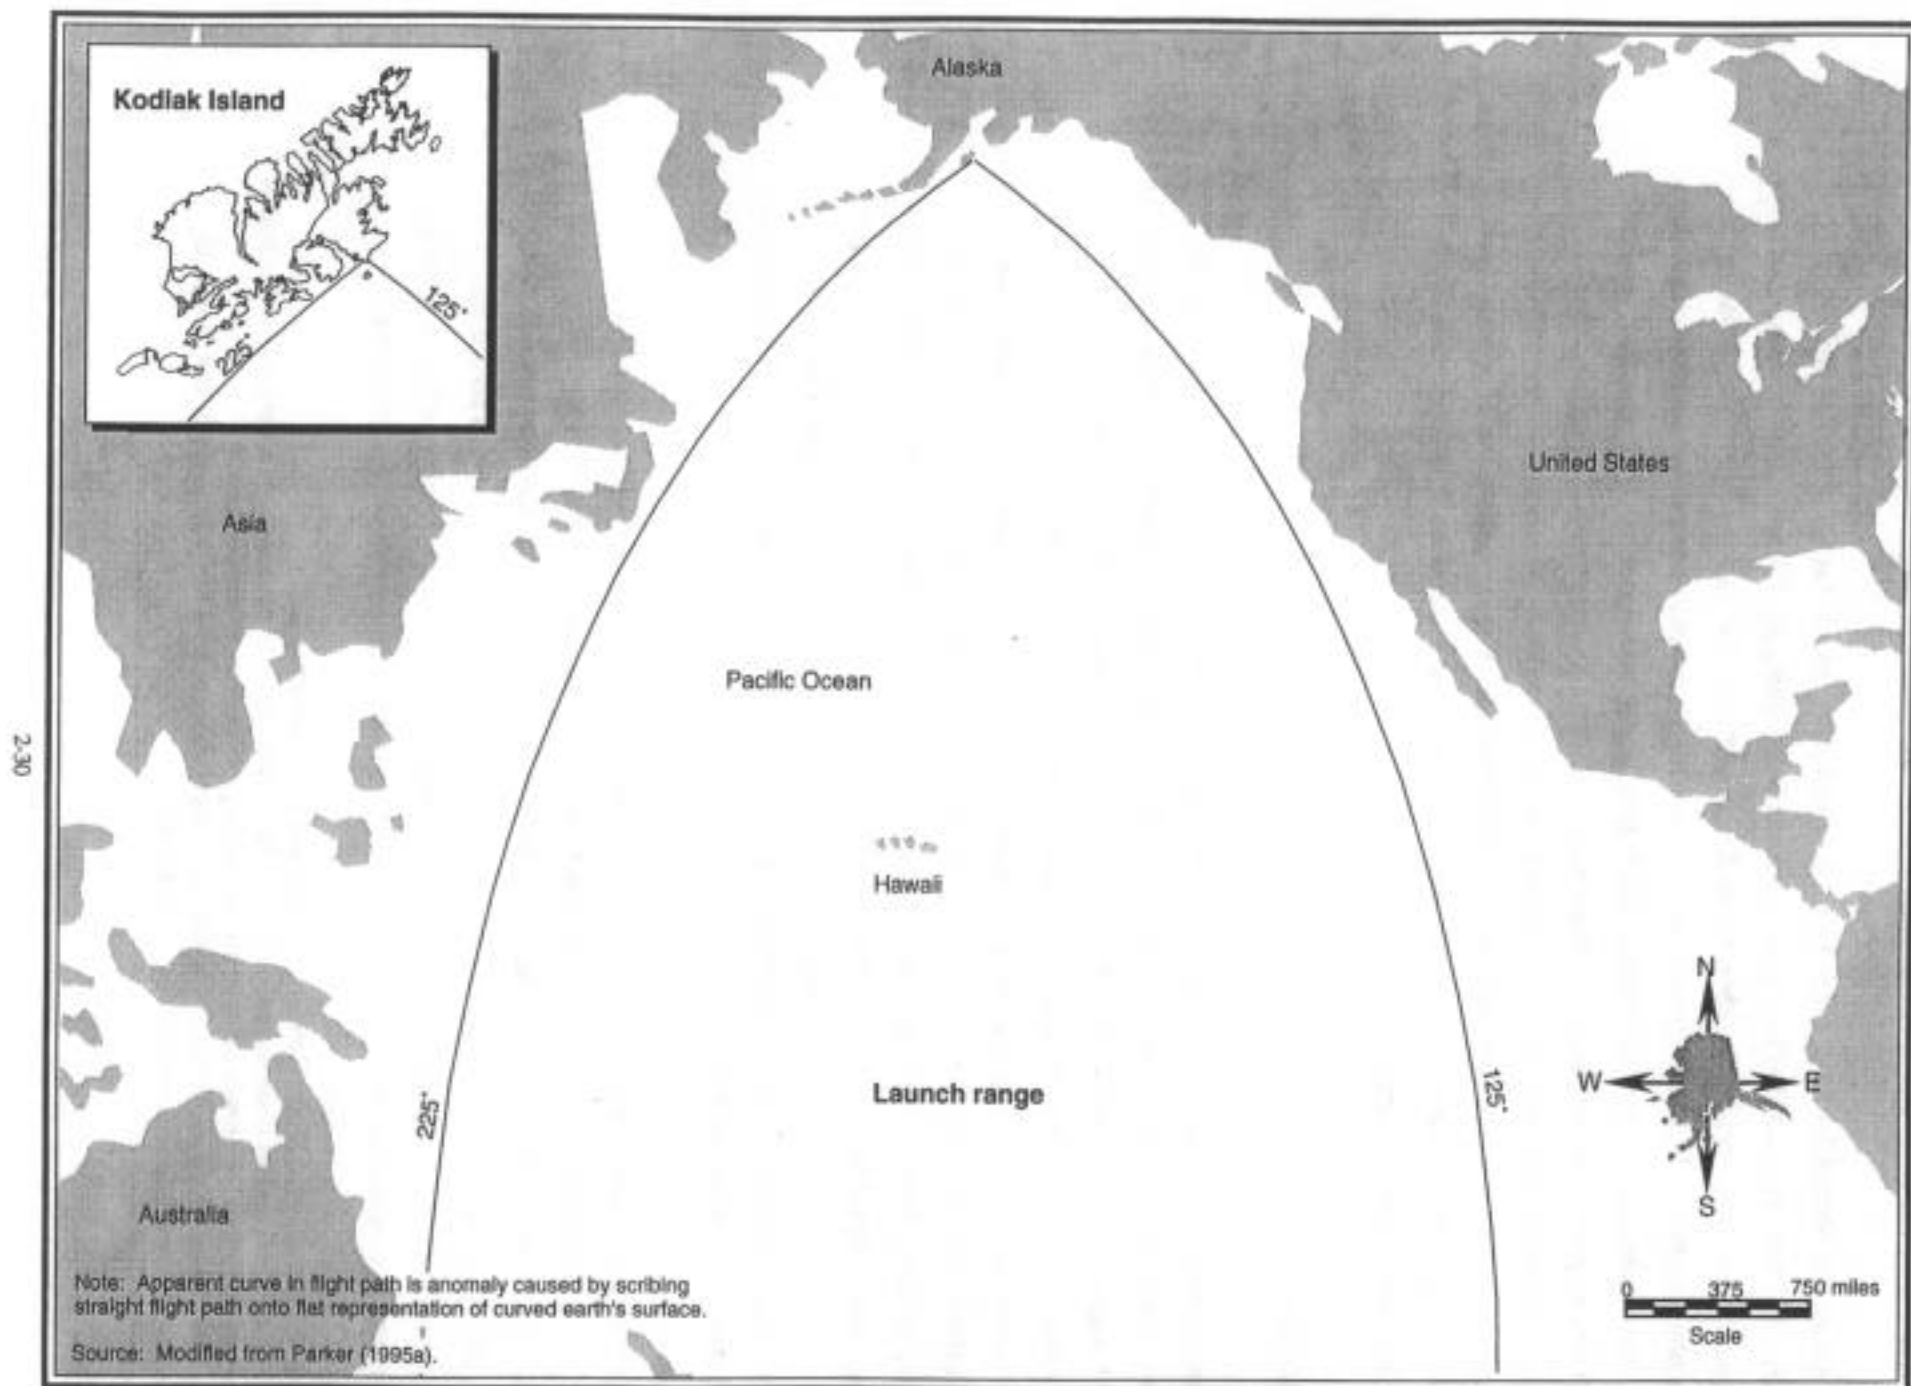 Alaska
Kodiak Island
125°
225°
United States
Asia
Pacific Ocean
2-30
Hawaii
N
W
E
S
Launch range
225°
125°
Australia
Note: Apparent curve in flight path is anomaly caused by scribing
straight flight path onto flat representation of curved earth's surface.
0 375 750 miles
Scale
Source: Modified from Parker (1995a).